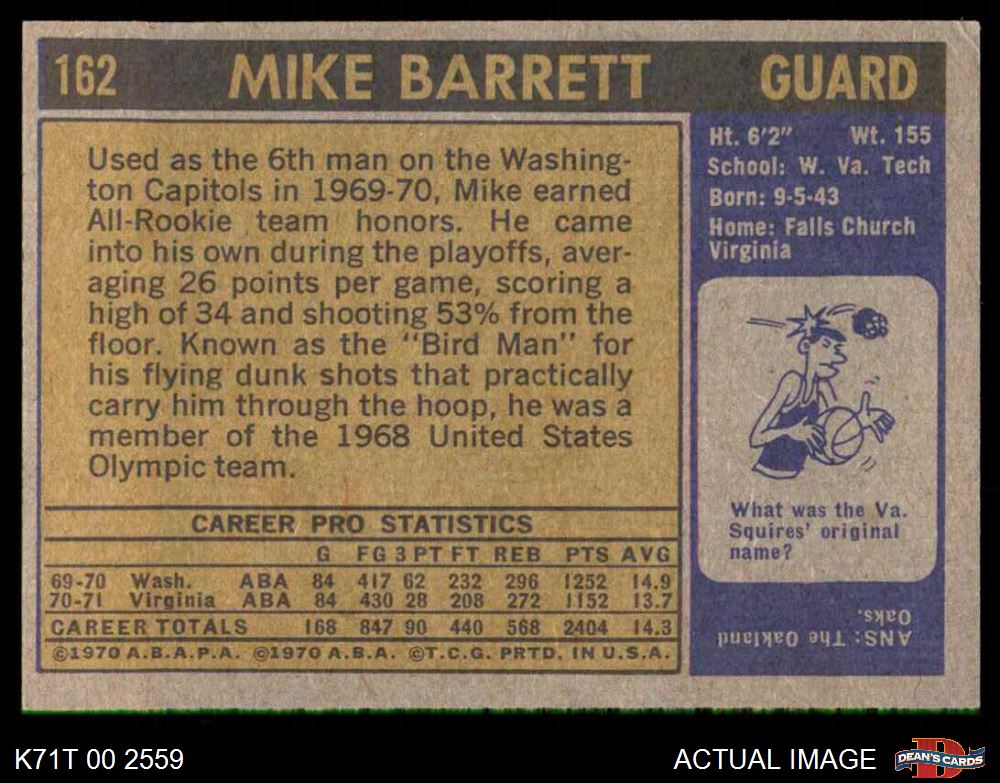 162 MIKE BARRETT GUARD
Used as the 6th man on the Washing-
ton Capitols in 1969-70, Mike earned
All-Rookie team honors. He came
into his own during the playoffs, aver-
aging 26 points per game, scoring a
high of 34 and shooting 53% from the
floor. Known as the "Bird Man" for
his flying dunk shots that practically
carry him through the hoop, he was a
member of the 1968 United States
Olympic team.
CAREER PRO STATISTICS
G FG 3 PT FT REB PTS AVG
69-70 Wash. ABA 84 417 62 232 296 1252 14.9
70-71 Virginia ABA 84 430 28 208 272 1152 13.7
CAREER TOTALS 168 847 90 440 568 2404 14.3
©1970 A.B.A.P.A. ©1970 A.B.A. ©T.C.G. PRTD. IN U.S.A.
Ht. 6'2" Wt. 155
School: W. Va. Tech
Born: 9-5-43
Home: Falls Church
Virginia
What was the Va.
Squires' original
name?
ANS: The Oakland
Oaks.
K71T 00 2559
ACTUAL IMAGE
D
DEAN'S CARDS